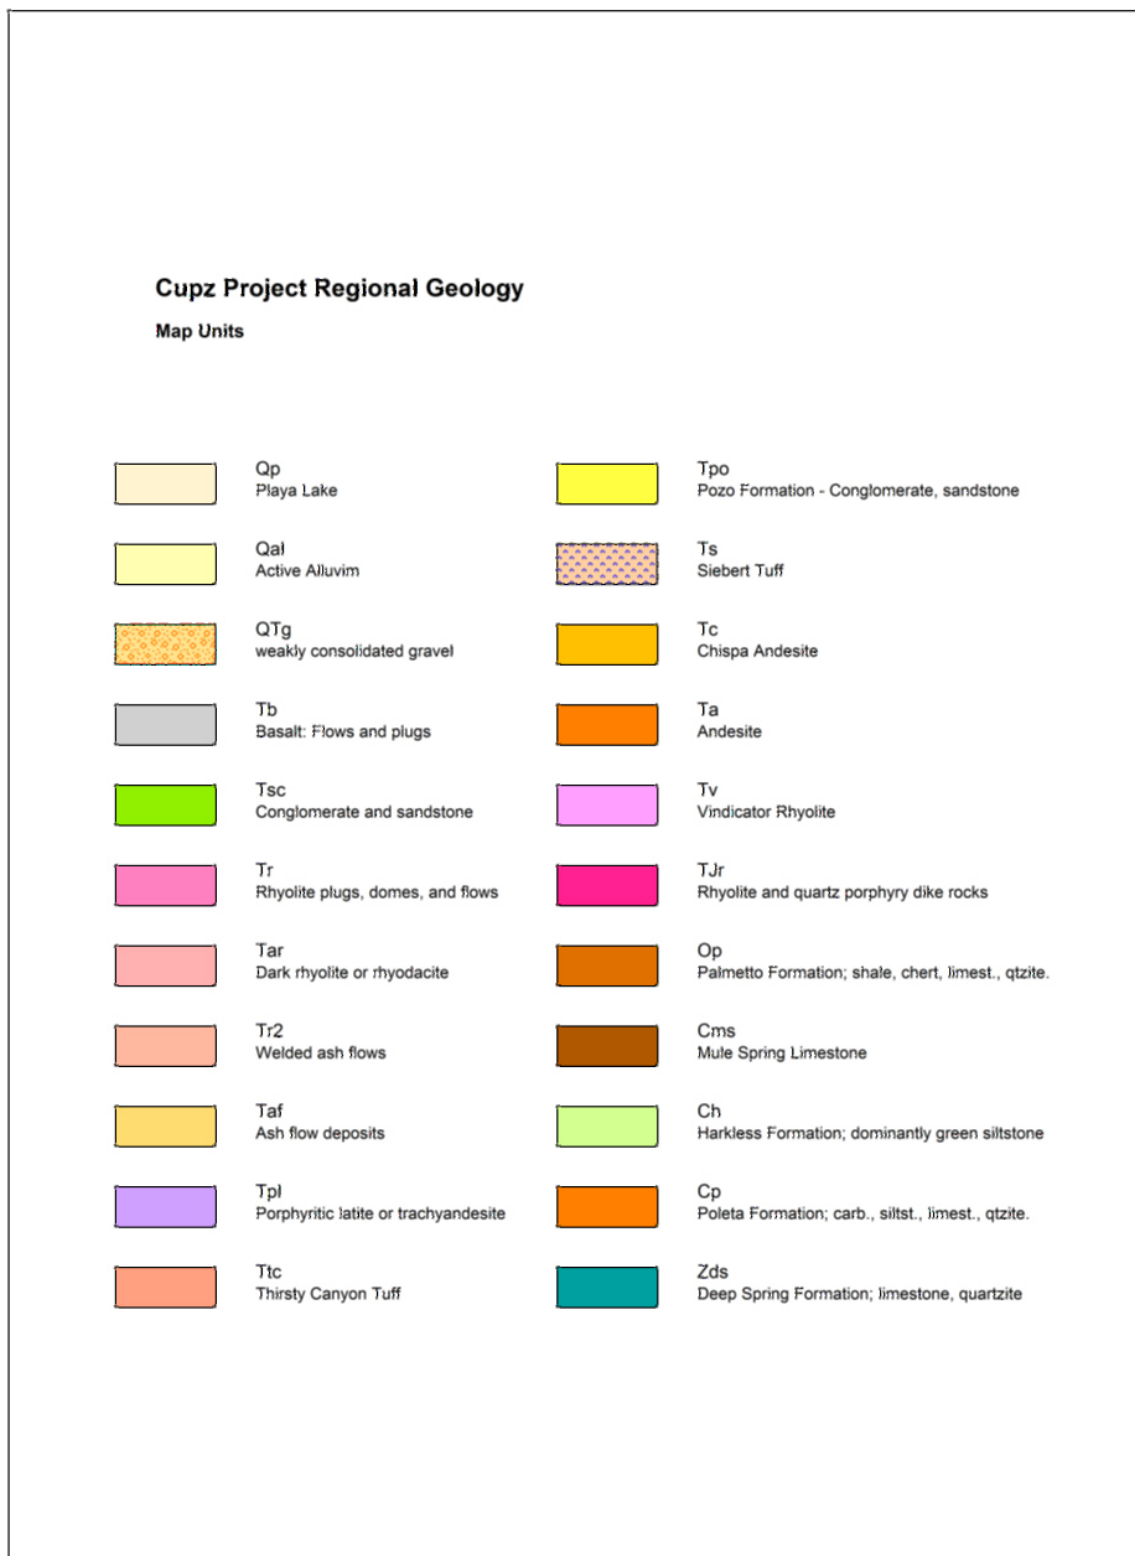 Cupz Project Regional Geology
Map Units
Qp
Playa Lake
Qal
Active Alluvim
QTg
weakly consolidated gravel
Tb
Basalt: Flows and plugs
Tsc
Conglomerate and sandstone
Tr
Rhyolite plugs, domes, and flows
Tar
Dark rhyolite or rhyodacite
Tr2
Welded ash flows
Taf
Ash flow deposits
Tpl
Porphyritic latite or trachyandesite
Ttc
Thirsty Canyon Tuff
Tpo
Pozo Formation - Conglomerate, sandstone
Ts
Siebert Tuff
Tc
Chispa Andesite
Ta
Andesite
Tv
Vindicator Rhyolite
TJr
Rhyolite and quartz porphyry dike rocks
Op
Palmetto Formation; shale, chert, limest., qtzite.
Cms
Mule Spring Limestone
Ch
Harkless Formation; dominantly green siltstone
Cp
Poleta Formation; carb., siltst., limest., qtzite.
Zds
Deep Spring Formation; limestone, quartzite